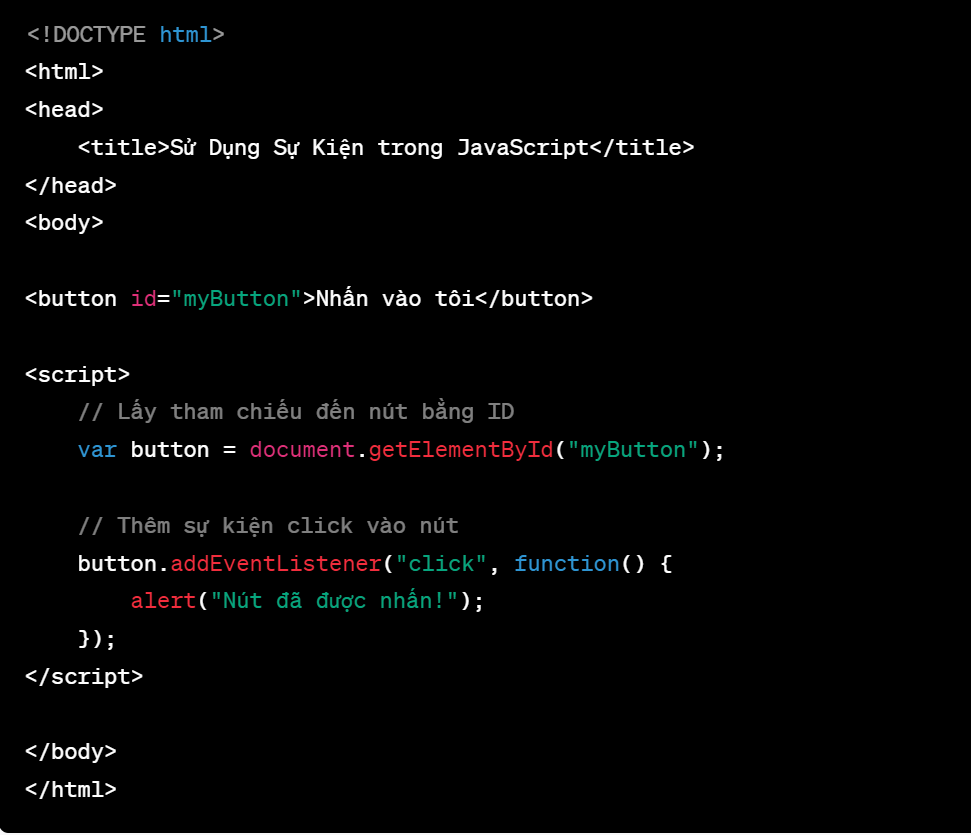 <!DOCTYPE html>
<html>
<head>
    <title>Sử Dụng Sự Kiện trong JavaScript</title>
</head>
<body>

<button id="myButton">Nhấn vào tôi</button>

<script>
    // Lấy tham chiếu đến nút bằng ID
    var button = document.getElementById("myButton");

    // Thêm sự kiện click vào nút
    button.addEventListener("click", function() {
        alert("Nút đã được nhấn!");
    });
</script>

</body>
</html>